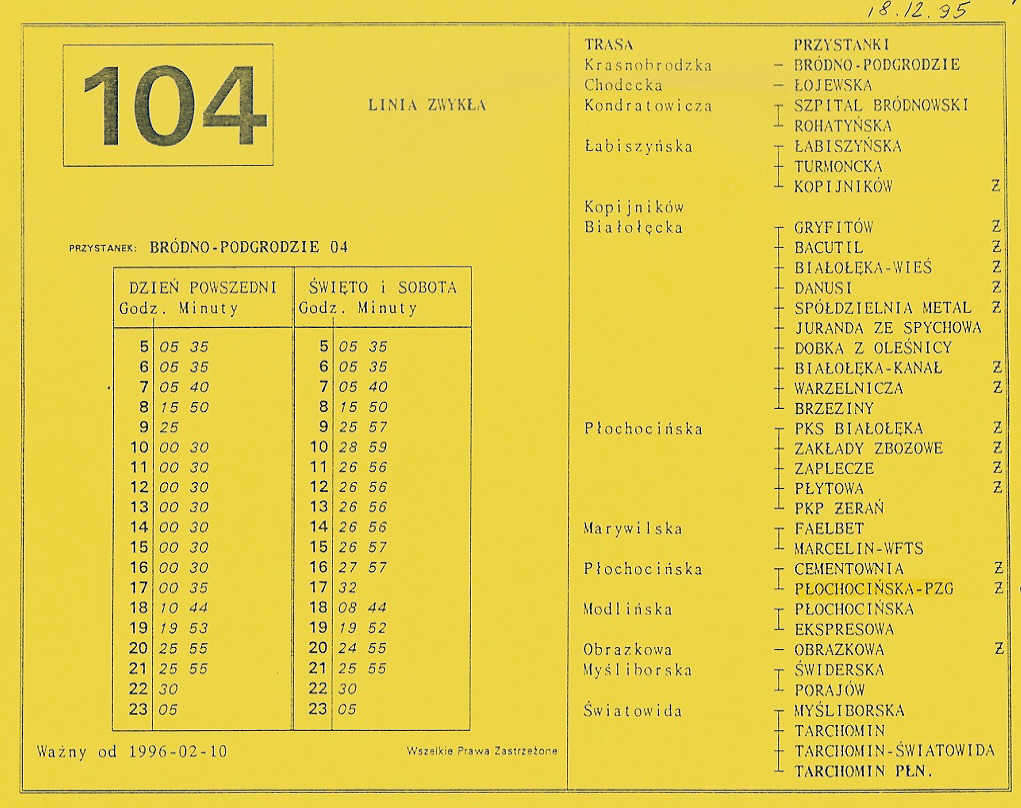 18.12.95
104
LINIA ZWYKŁA
PRZYSTANEK: BRÓDNO-PODGRODZIE 04
DZIEŃ POWSZEDNI ŚWIĘTO i SOBOTA
Godz. Minuty Godz. Minuty
5 05 35 5 05 35
6 05 35 6 05 35
7 05 40 7 05 40
8 15 50 8 15 50
9 25 9 25 57
10 00 30 10 28 59
11 00 30 11 26 56
12 00 30 12 26 56
13 00 30 13 26 56
14 00 30 14 26 56
15 00 30 15 26 57
16 00 30 16 27 57
17 00 35 17 32
18 10 44 18 08 44
19 19 53 19 19 52
20 25 55 20 24 55
21 25 55 21 25 55
22 30 22 30
23 05 23 05
Ważny od 1996-02-10 Wszelkie Prawa Zastrzeżone
TRASA PRZYSTANKI
Krasnobrodzka BRÓDNO-PODGRODZIE
Chodecka ŁOJEWSKA
Kondratowicza SZPITAL BRÓDNOWSKI
ROHATYŃSKA
Łabiszyńska ŁABISZYŃSKA
TURMONCKA
KOPIJNIKÓW Ż
Kopijników
Białołęcka GRYFITÓW Ż
BACUTIL Ż
BIAŁOŁĘKA-WIEŚ Ż
DANUSI Ż
SPÓŁDZIELNIA METAL Ż
JURANDA ZE SPYCHOWA
DOBKA Z OLEŚNICY
BIAŁOŁĘKA-KANAŁ Ż
WARZELNICZA Ż
BRZEZINY
Płochocińska PKS BIAŁOŁĘKA Ż
ZAKŁADY ZBOŻOWE Ż
ZAPLECZE Ż
PŁYTOWA Ż
PKP ŻERAŃ
Marywilska FAELBET
MARCELIN-WFTS
Płochocińska CEMENTOWNIA Ż
PŁOCHOCIŃSKA-PZG Ż
Modlińska PŁOCHOCIŃSKA
EKSPRESOWA
Obrazkowa OBRAZKOWA Ż
Myśliborska ŚWIDERSKA
PORAJÓW
Światowida MYŚLIBORSKA
TARCHOMIN
TARCHOMIN-ŚWIATOWIDA
TARCHOMIN PŁN.